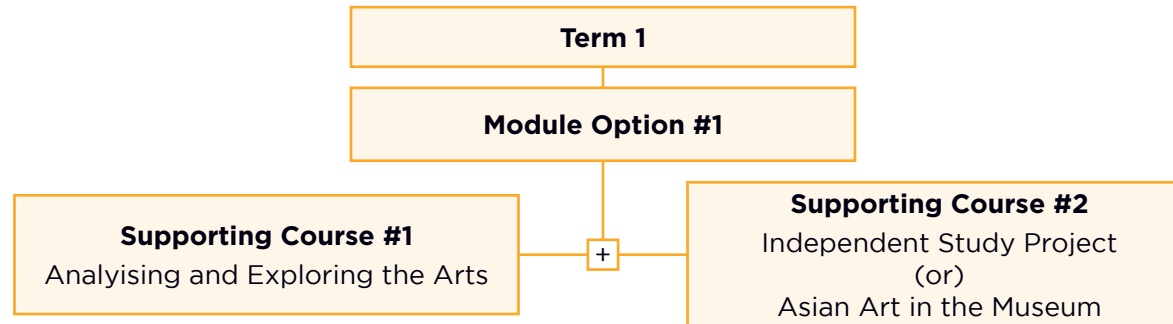 Term 1
Module Option #1
Supporting Course #1
Analyising and Exploring the Arts
+
Supporting Course #2
Independent Study Project
(or)
Asian Art in the Museum